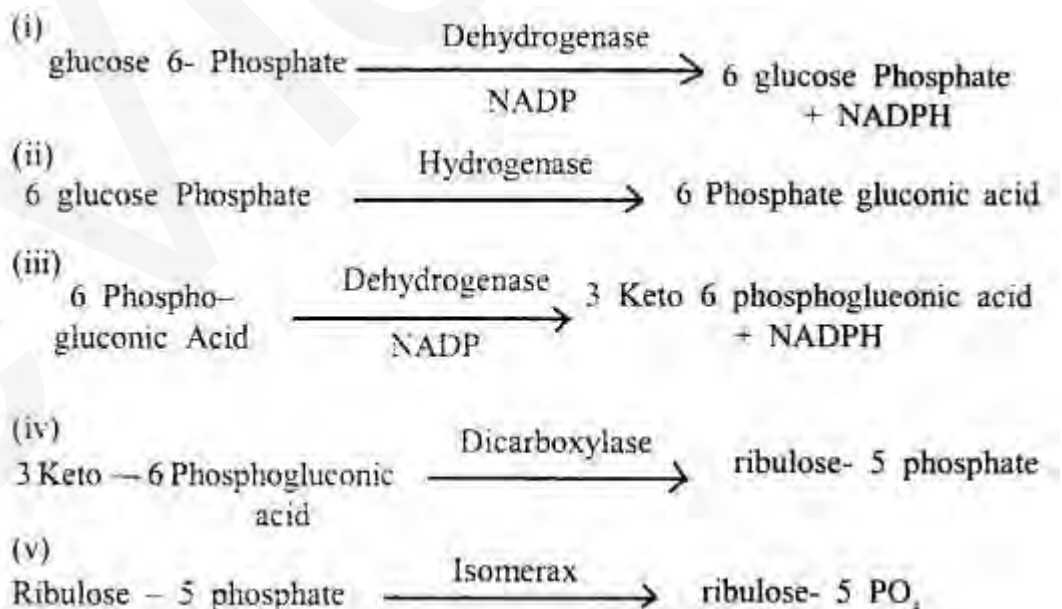 (i)
glucose 6- Phosphate Dehydrogenase NADP 6 glucose Phosphate
+ NADPH
(ii)
6 glucose Phosphate Hydrogenase 6 Phosphate gluconic acid
(iii)
6 Phospho–
gluconic Acid Dehydrogenase NADP 3 Keto 6 phosphoglueonic acid
+ NADPH
(iv)
3 Keto — 6 Phosphogluconic
acid Dicarboxylase ribulose- 5 phosphate
(v)
Ribulose – 5 phosphate Isomerax ribulose- 5 PO4